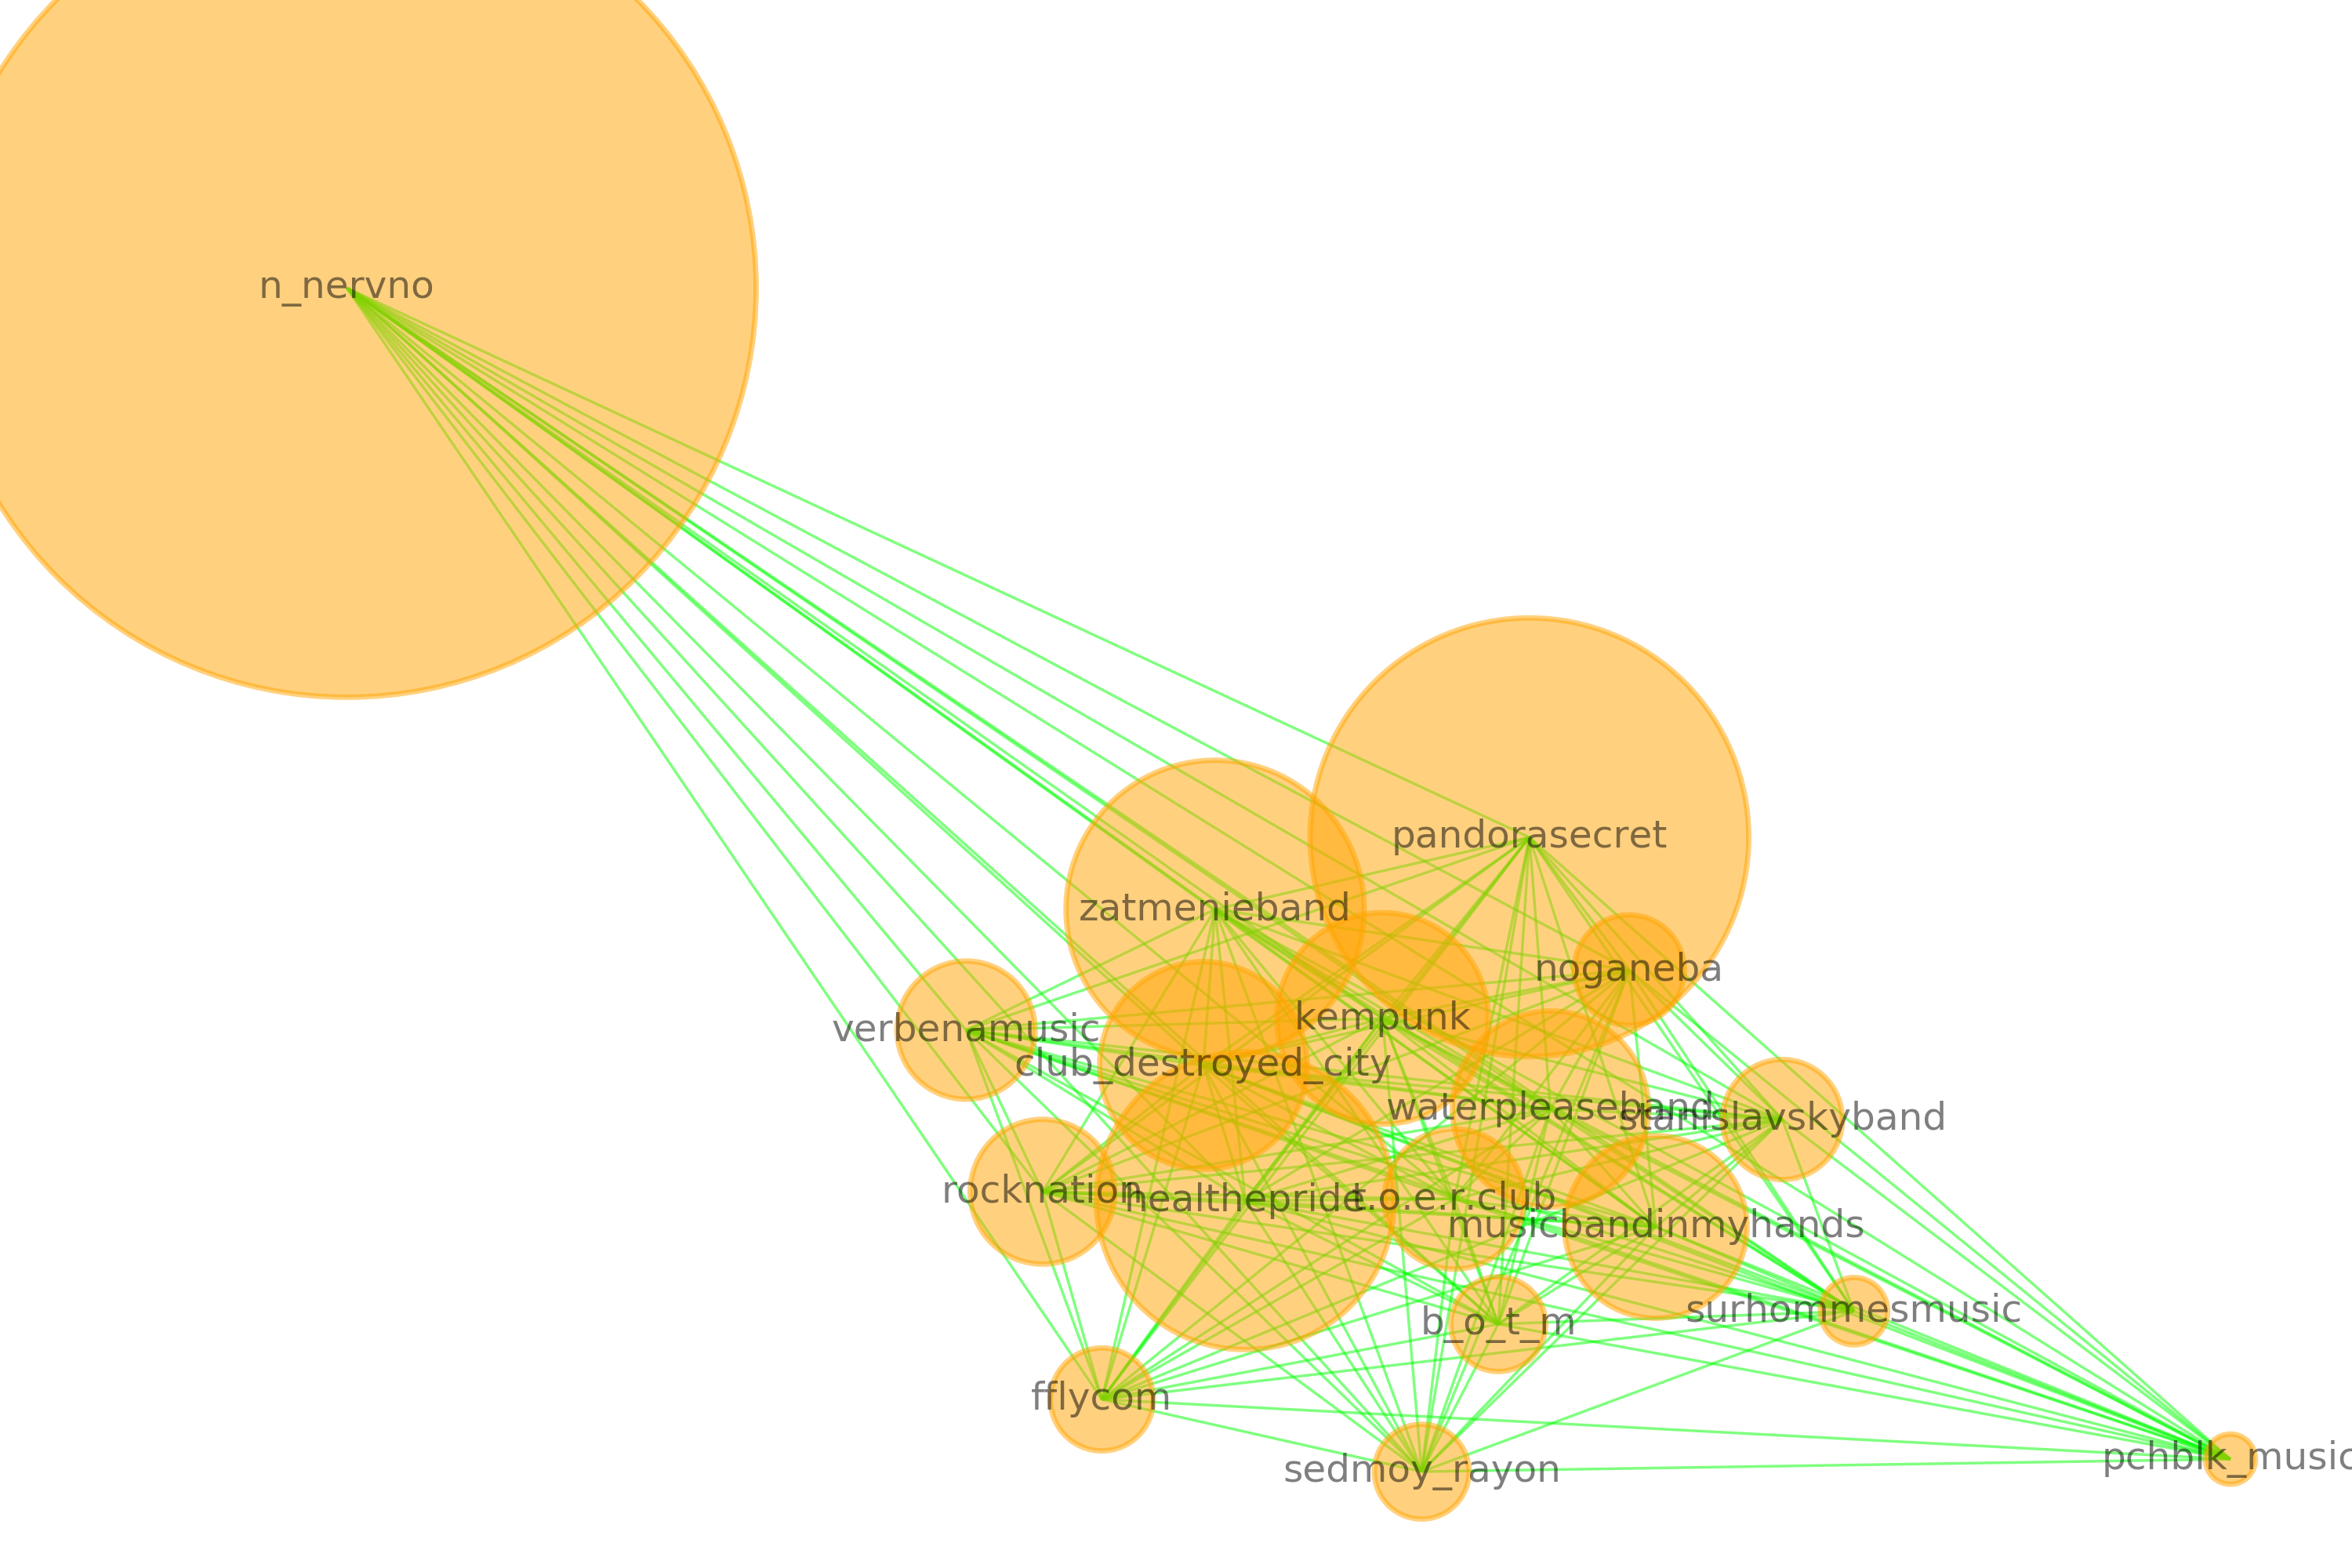 n_nervno
pandorasecret
zatmenieband
noganeba
kempunk
verbenamusic
club_destroyed_city
waterpleaseband
stanislavskyband
rocknation
healthepride
t.o.e.r.club
musicbandinmyhands
surhommesmusic
b_o_t_m
fflycom
pchblk_music
sedmoy_rayon